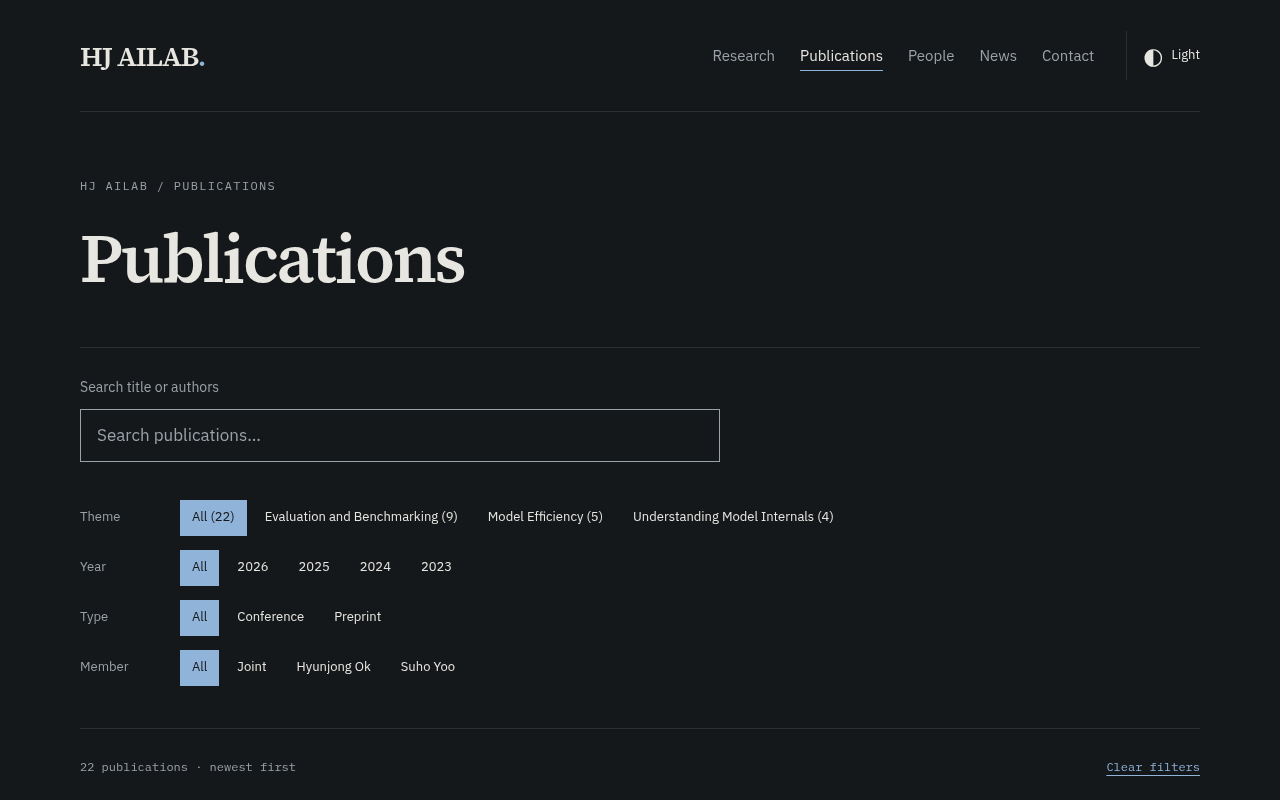 HJ AILAB.
Research Publications People News Contact Light
HJ AILAB / PUBLICATIONS
Publications
Search title or authors
Search publications…
Theme All (22) Evaluation and Benchmarking (9) Model Efficiency (5) Understanding Model Internals (4)
Year All 2026 2025 2024 2023
Type All Conference Preprint
Member All Joint Hyunjong Ok Suho Yoo
22 publications · newest first Clear filters